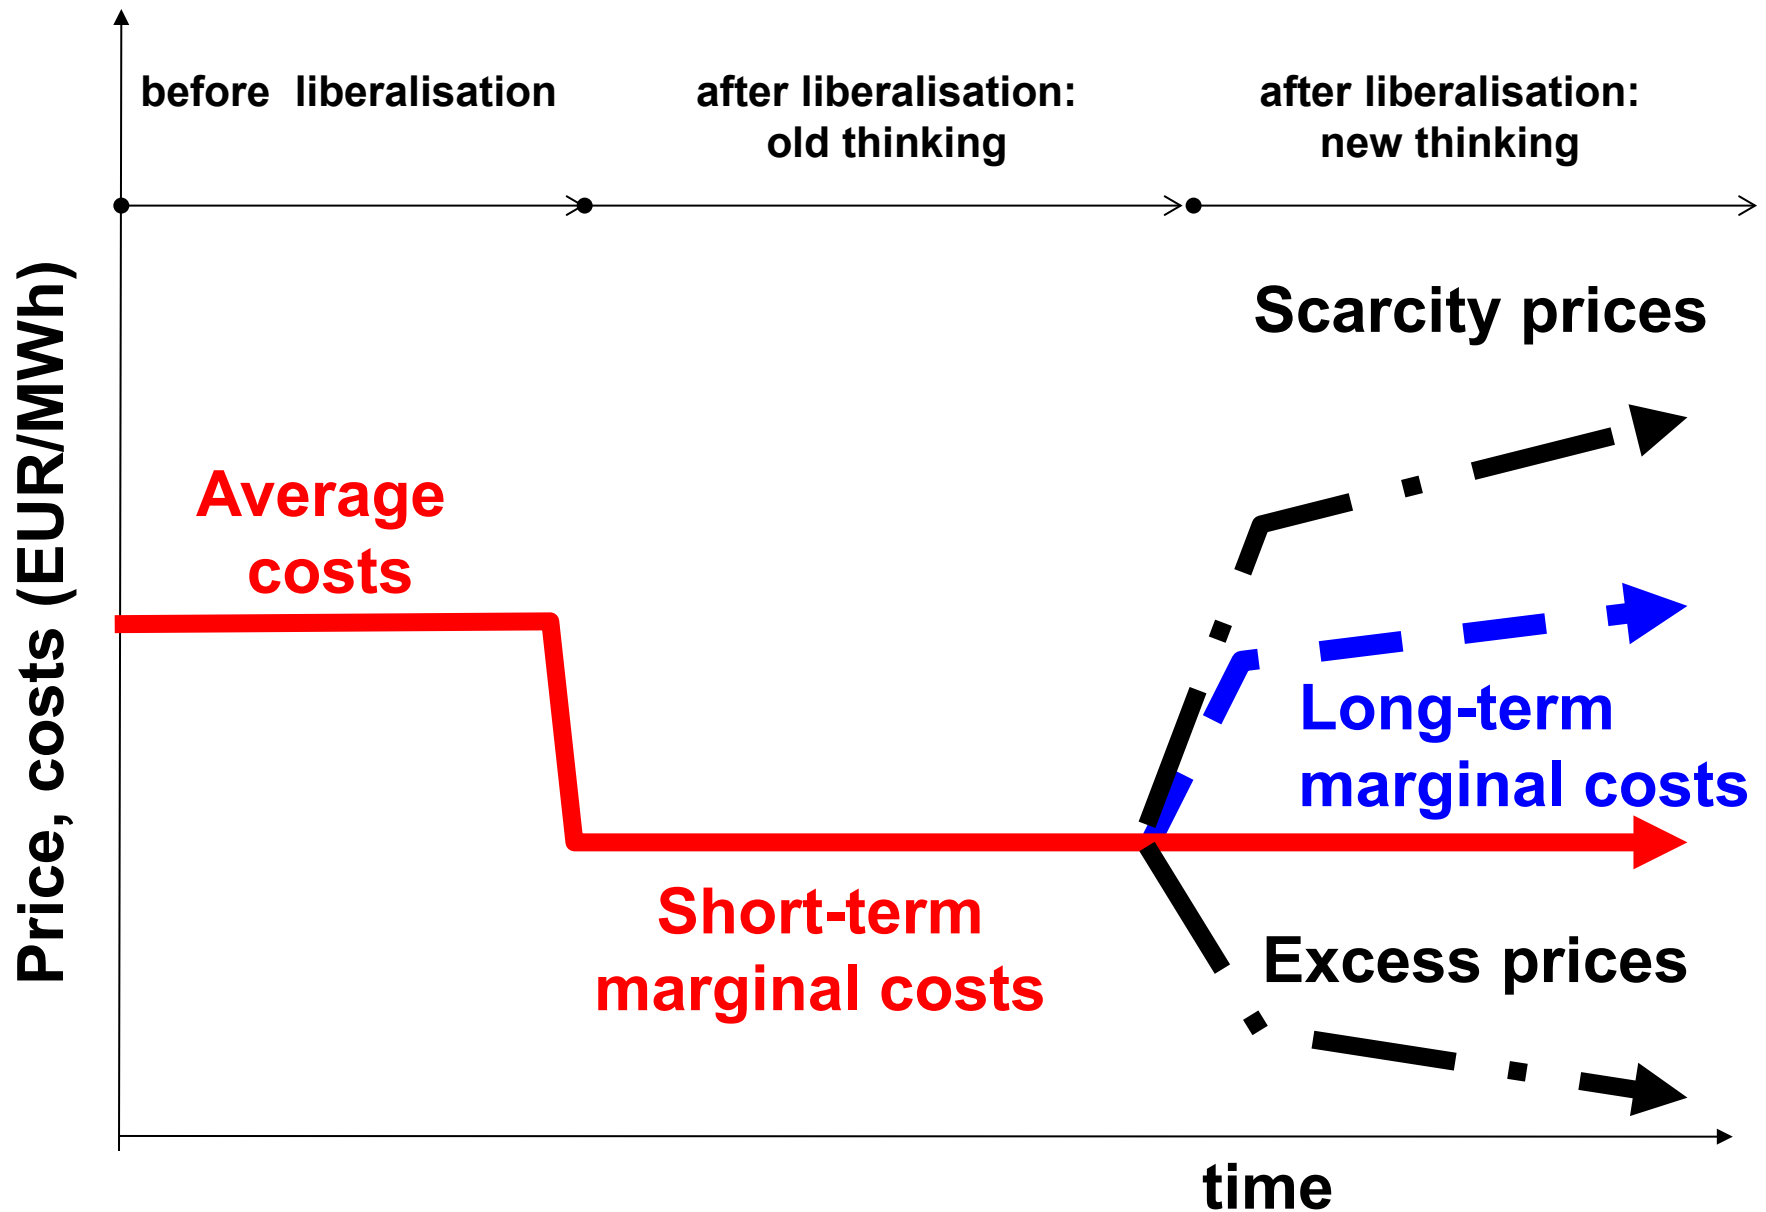 before liberalisation
after liberalisation:
old thinking
after liberalisation:
new thinking
Price, costs (EUR/MWh)
Scarcity prices
Average
costs
Long-term
marginal costs
Short-term
marginal costs
Excess prices
time